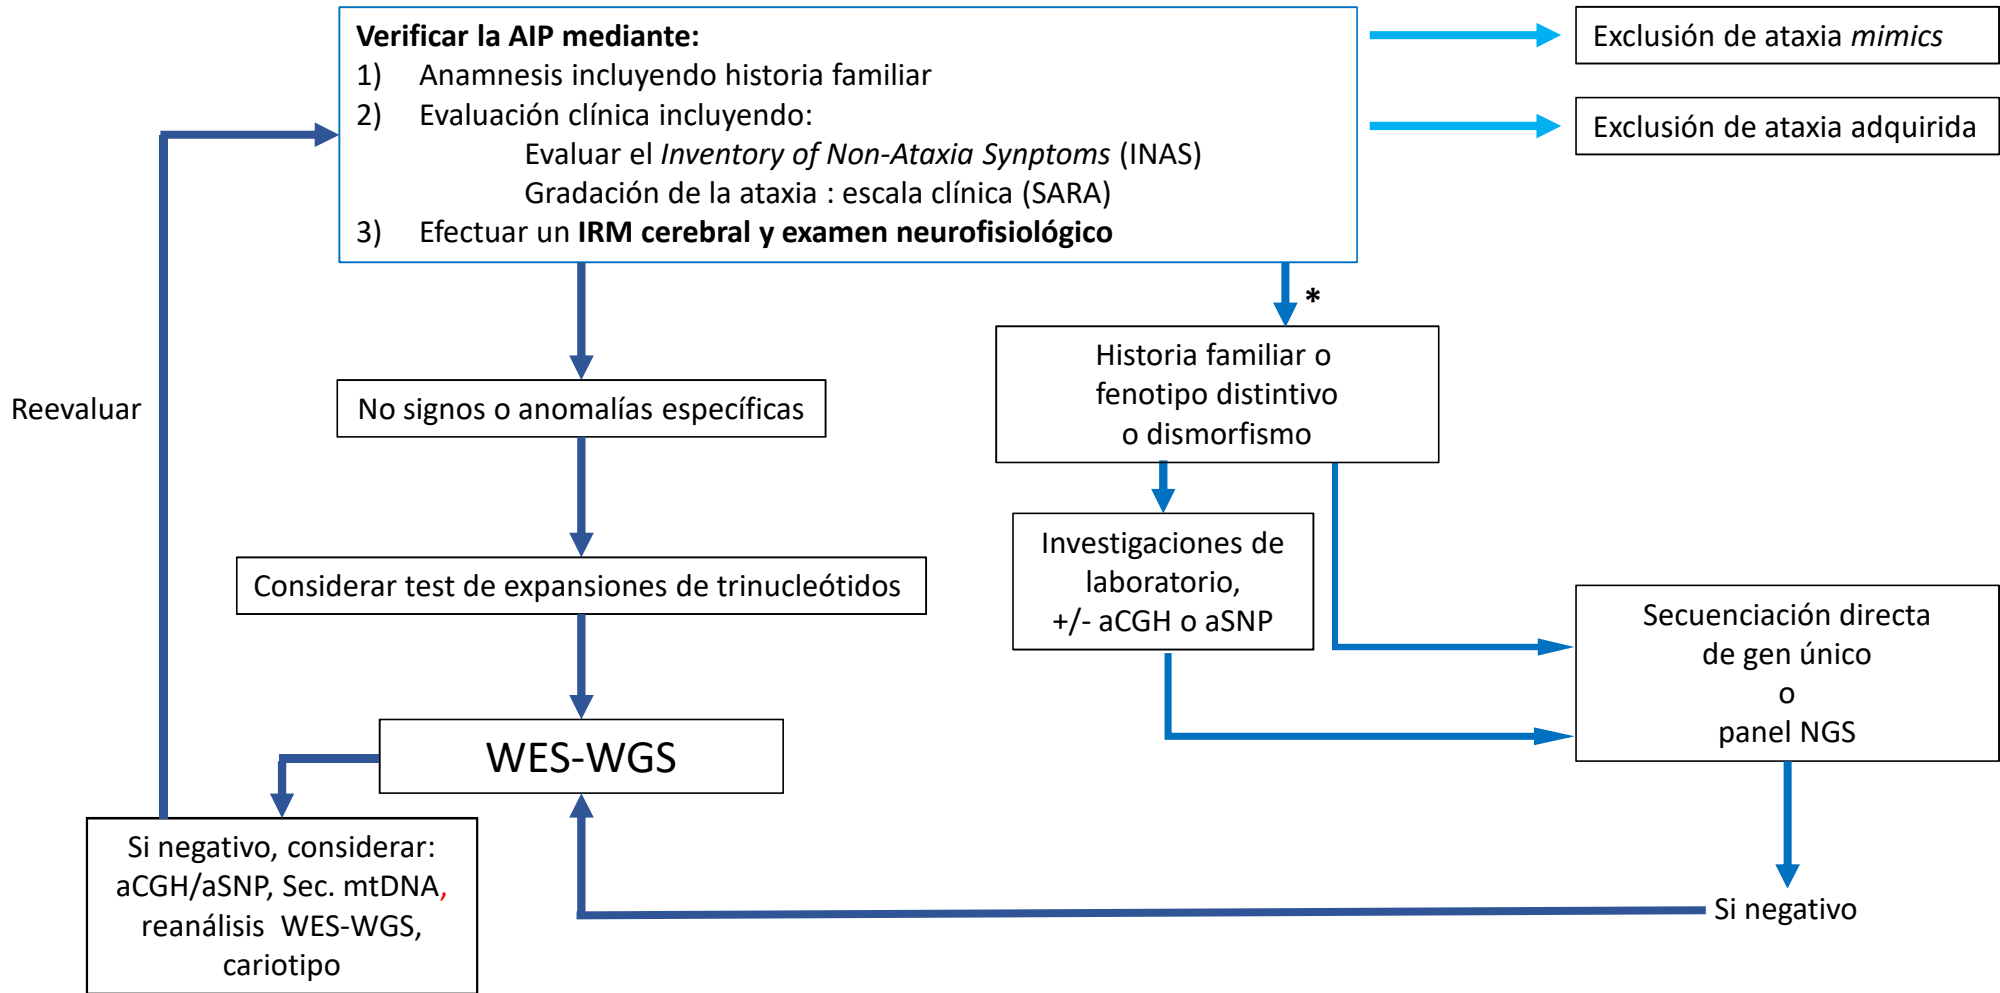 Verificar la AIP mediante:
1) Anamnesis incluyendo historia familiar
2) Evaluación clínica incluyendo:
Evaluar el Inventory of Non-Ataxia Synptoms (INAS)
Gradación de la ataxia : escala clínica (SARA)
3) Efectuar un IRM cerebral y examen neurofisiológico
Exclusión de ataxia mimics
Exclusión de ataxia adquirida
*
Historia familiar o
fenotipo distintivo
o dismorfismo
Reevaluar
No signos o anomalías específicas
Investigaciones de
laboratorio,
+/- aCGH o aSNP
Considerar test de expansiones de trinucleótidos
Secuenciación directa
de gen único
o
panel NGS
WES-WGS
Si negativo, considerar:
aCGH/aSNP, Sec. mtDNA,
reanálisis WES-WGS,
cariotipo
Si negativo